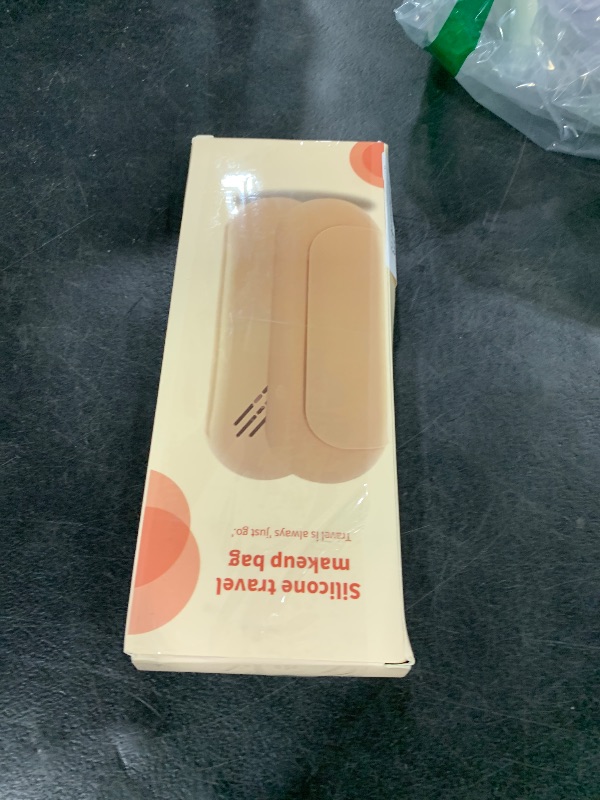 Silicone travel
makeup bag
Travel is always 'just go.'